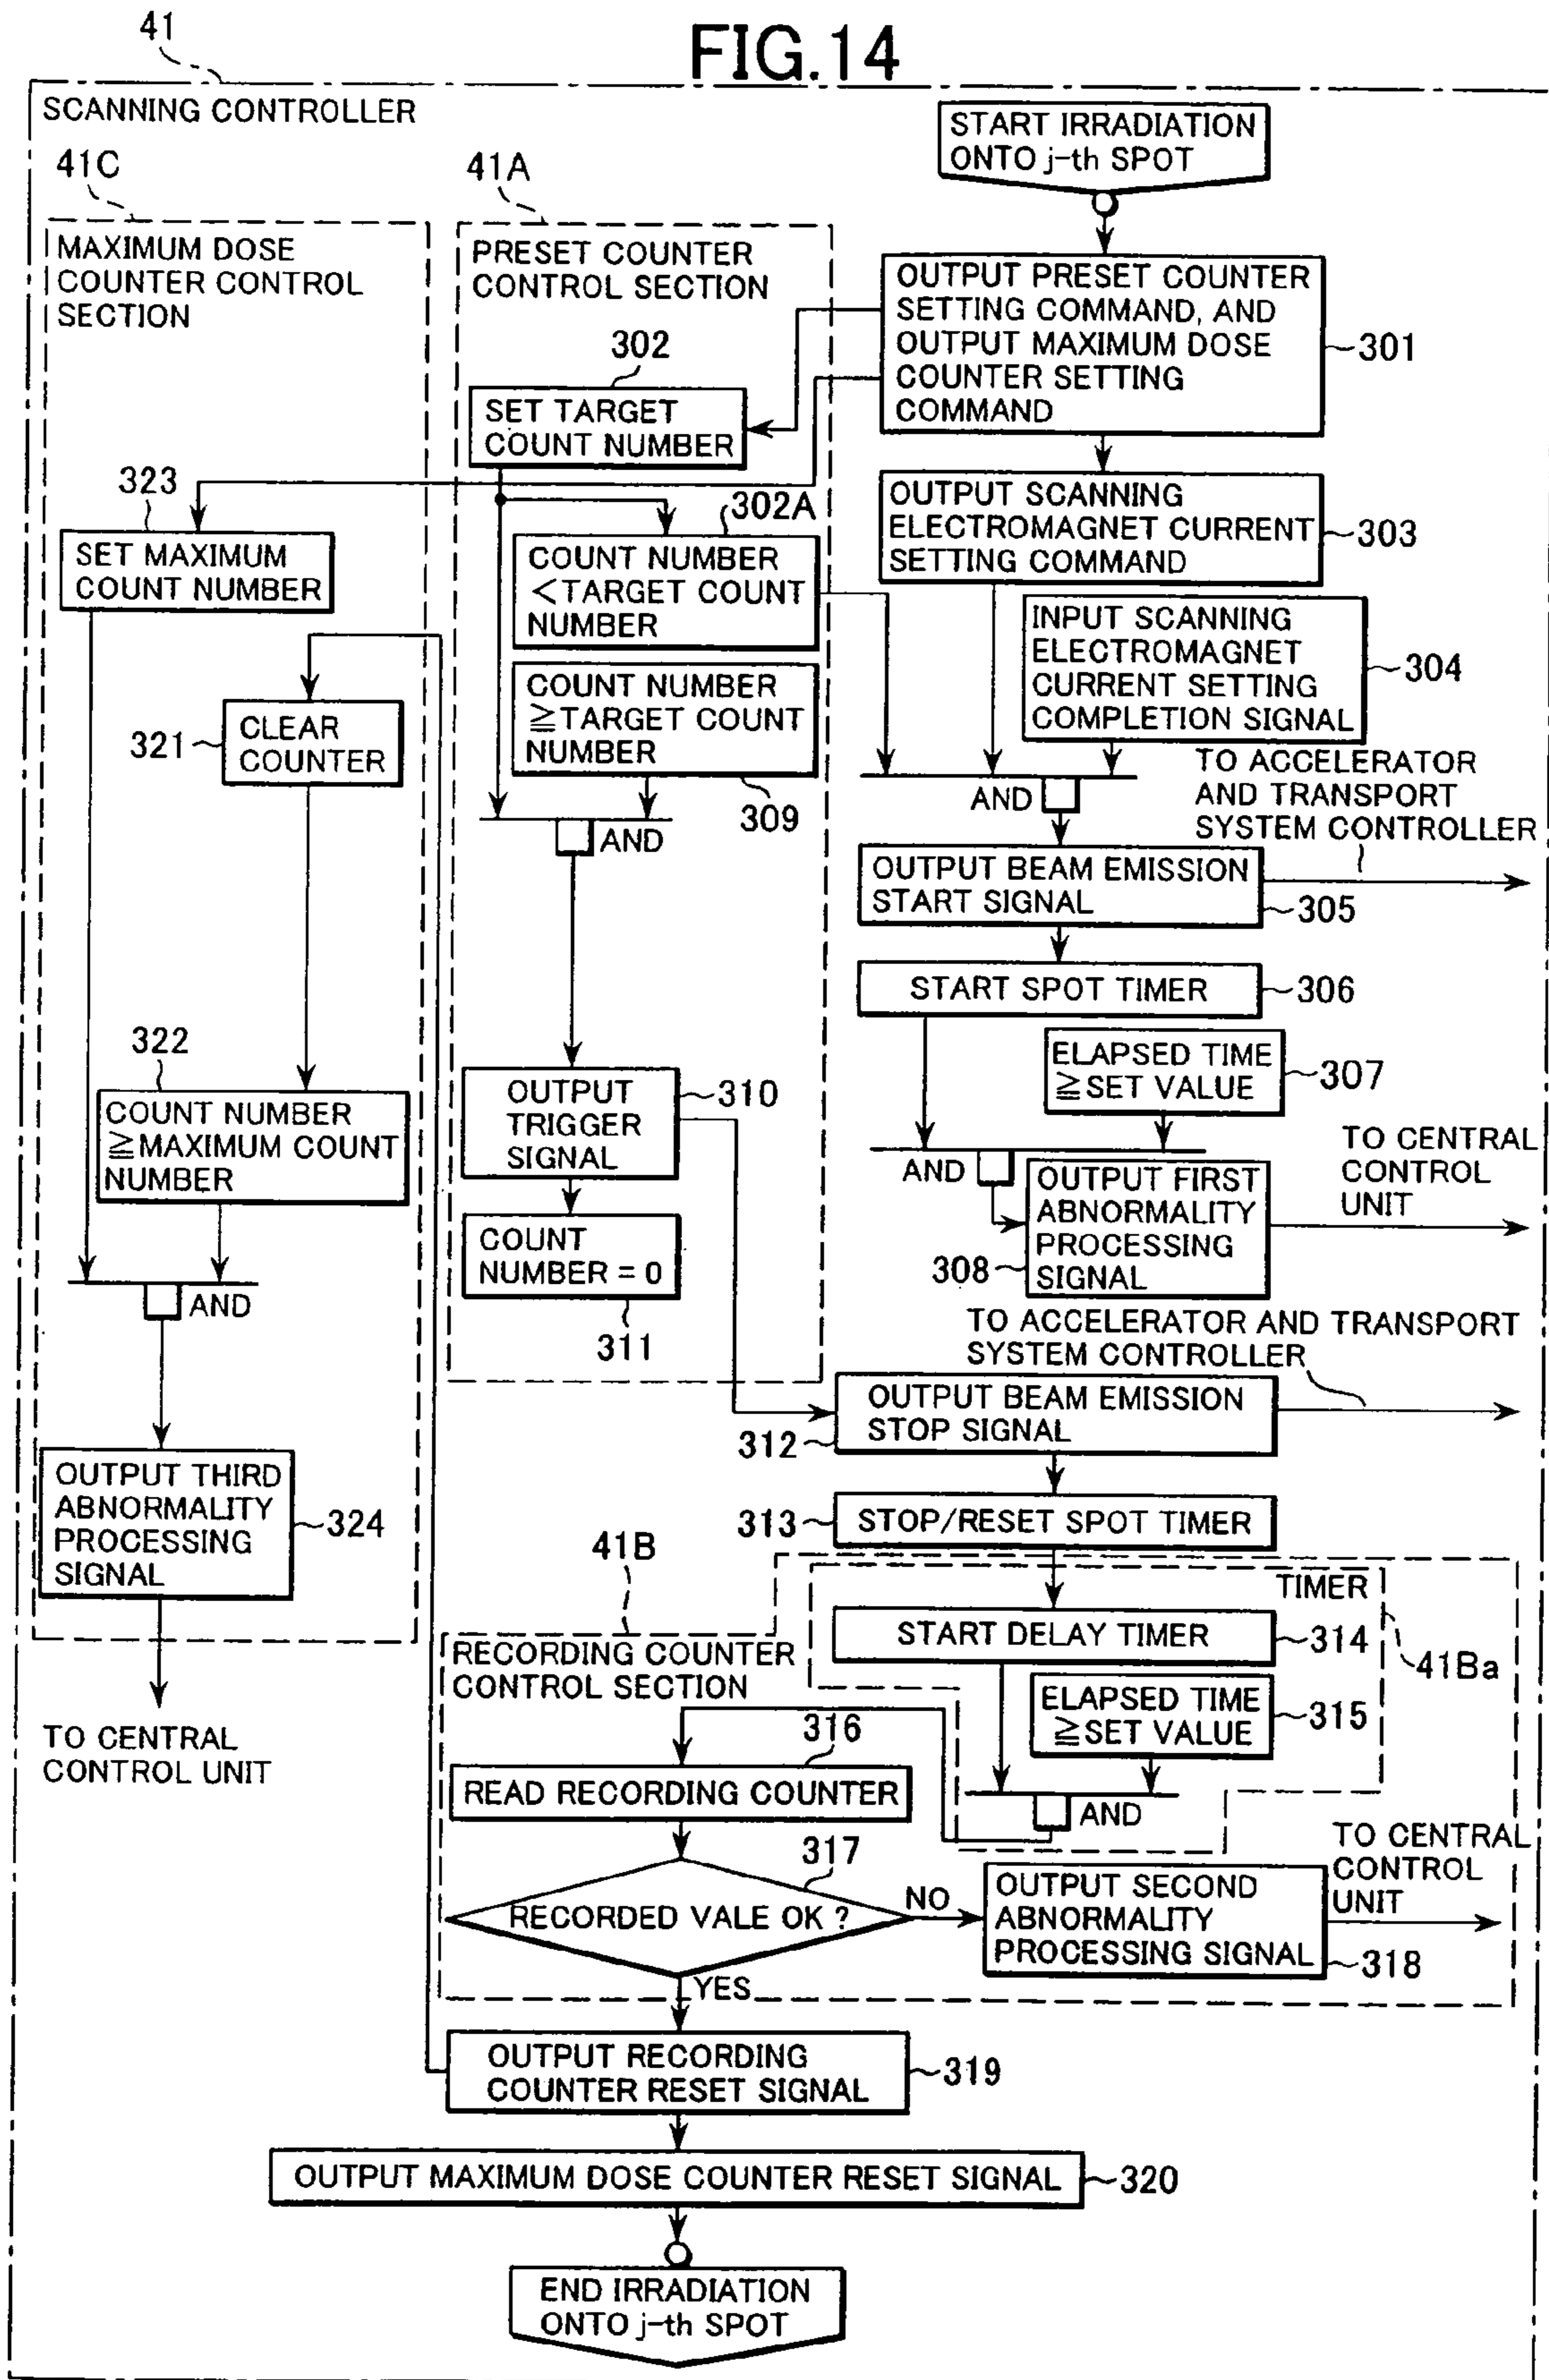 FIG.14
41
SCANNING CONTROLLER
START IRRADIATION
ONTO j-th SPOT
41C
41A
MAXIMUM DOSE
COUNTER CONTROL
SECTION
PRESET COUNTER
CONTROL SECTION
OUTPUT PRESET COUNTER
SETTING COMMAND, AND
OUTPUT MAXIMUM DOSE
COUNTER SETTING
COMMAND
301
302
SET TARGET
COUNT NUMBER
323
SET MAXIMUM
COUNT NUMBER
302A
COUNT NUMBER
<TARGET COUNT
NUMBER
OUTPUT SCANNING
ELECTROMAGNET CURRENT
SETTING COMMAND
303
INPUT SCANNING
ELECTROMAGNET
CURRENT SETTING
COMPLETION SIGNAL
304
321
CLEAR
COUNTER
COUNT NUMBER
≧TARGET COUNT
NUMBER
309
AND
AND
TO ACCELERATOR
AND TRANSPORT
SYSTEM CONTROLLER
OUTPUT BEAM EMISSION
START SIGNAL
305
START SPOT TIMER
306
ELAPSED TIME
≧SET VALUE
307
322
COUNT NUMBER
≧MAXIMUM COUNT
NUMBER
OUTPUT
TRIGGER
SIGNAL
310
AND
OUTPUT FIRST
ABNORMALITY
PROCESSING
SIGNAL
308
TO CENTRAL
CONTROL
UNIT
COUNT
NUMBER = 0
311
AND
TO ACCELERATOR AND TRANSPORT
SYSTEM CONTROLLER
OUTPUT BEAM EMISSION
STOP SIGNAL
312
OUTPUT THIRD
ABNORMALITY
PROCESSING
SIGNAL
324
313
STOP/RESET SPOT TIMER
41B
TIMER
START DELAY TIMER
314
41Ba
RECORDING COUNTER
CONTROL SECTION
ELAPSED TIME
≧SET VALUE
315
TO CENTRAL
CONTROL UNIT
316
READ RECORDING COUNTER
AND
317
RECORDED VALE OK ?
NO
OUTPUT SECOND
ABNORMALITY
PROCESSING SIGNAL
318
TO CENTRAL
CONTROL
UNIT
YES
OUTPUT RECORDING
COUNTER RESET SIGNAL
319
OUTPUT MAXIMUM DOSE COUNTER RESET SIGNAL
320
END IRRADIATION
ONTO j-th SPOT